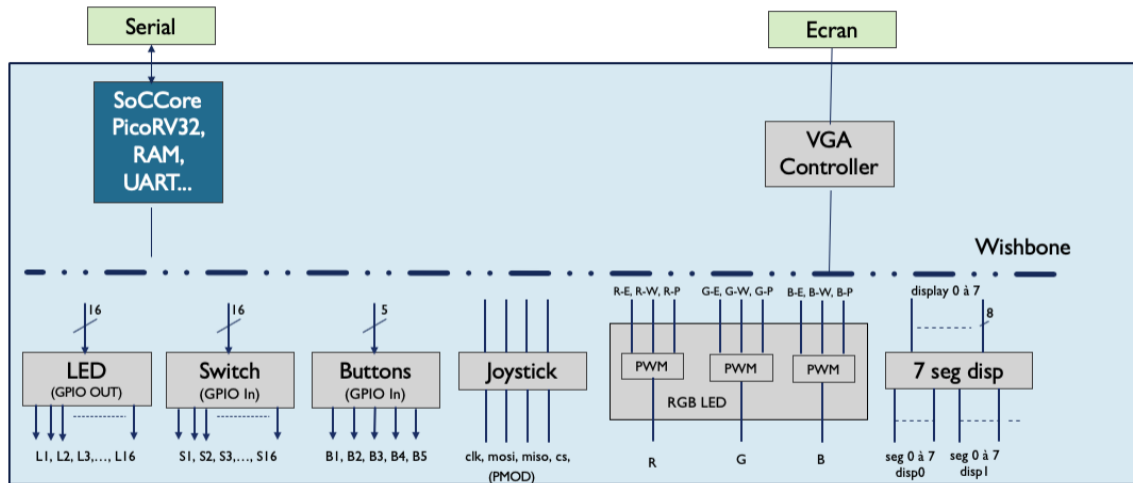 Serial
Ecran
SoCCore
PicoRV32,
RAM,
UART...
VGA
Controller
Wishbone
16
16
5
R-E, R-W, R-P
G-E, G-W, G-P
B-E, B-W, B-P
display 0 à 7
8
LED
(GPIO OUT)
Switch
(GPIO In)
Buttons
(GPIO In)
Joystick
PWM
PWM
PWM
RGB LED
7 seg disp
L1, L2, L3,..., L16
S1, S2, S3,..., S16
B1, B2, B3, B4, B5
clk, mosi, miso, cs,
(PMOD)
R
G
B
seg 0 à 7
disp0
seg 0 à 7
disp1